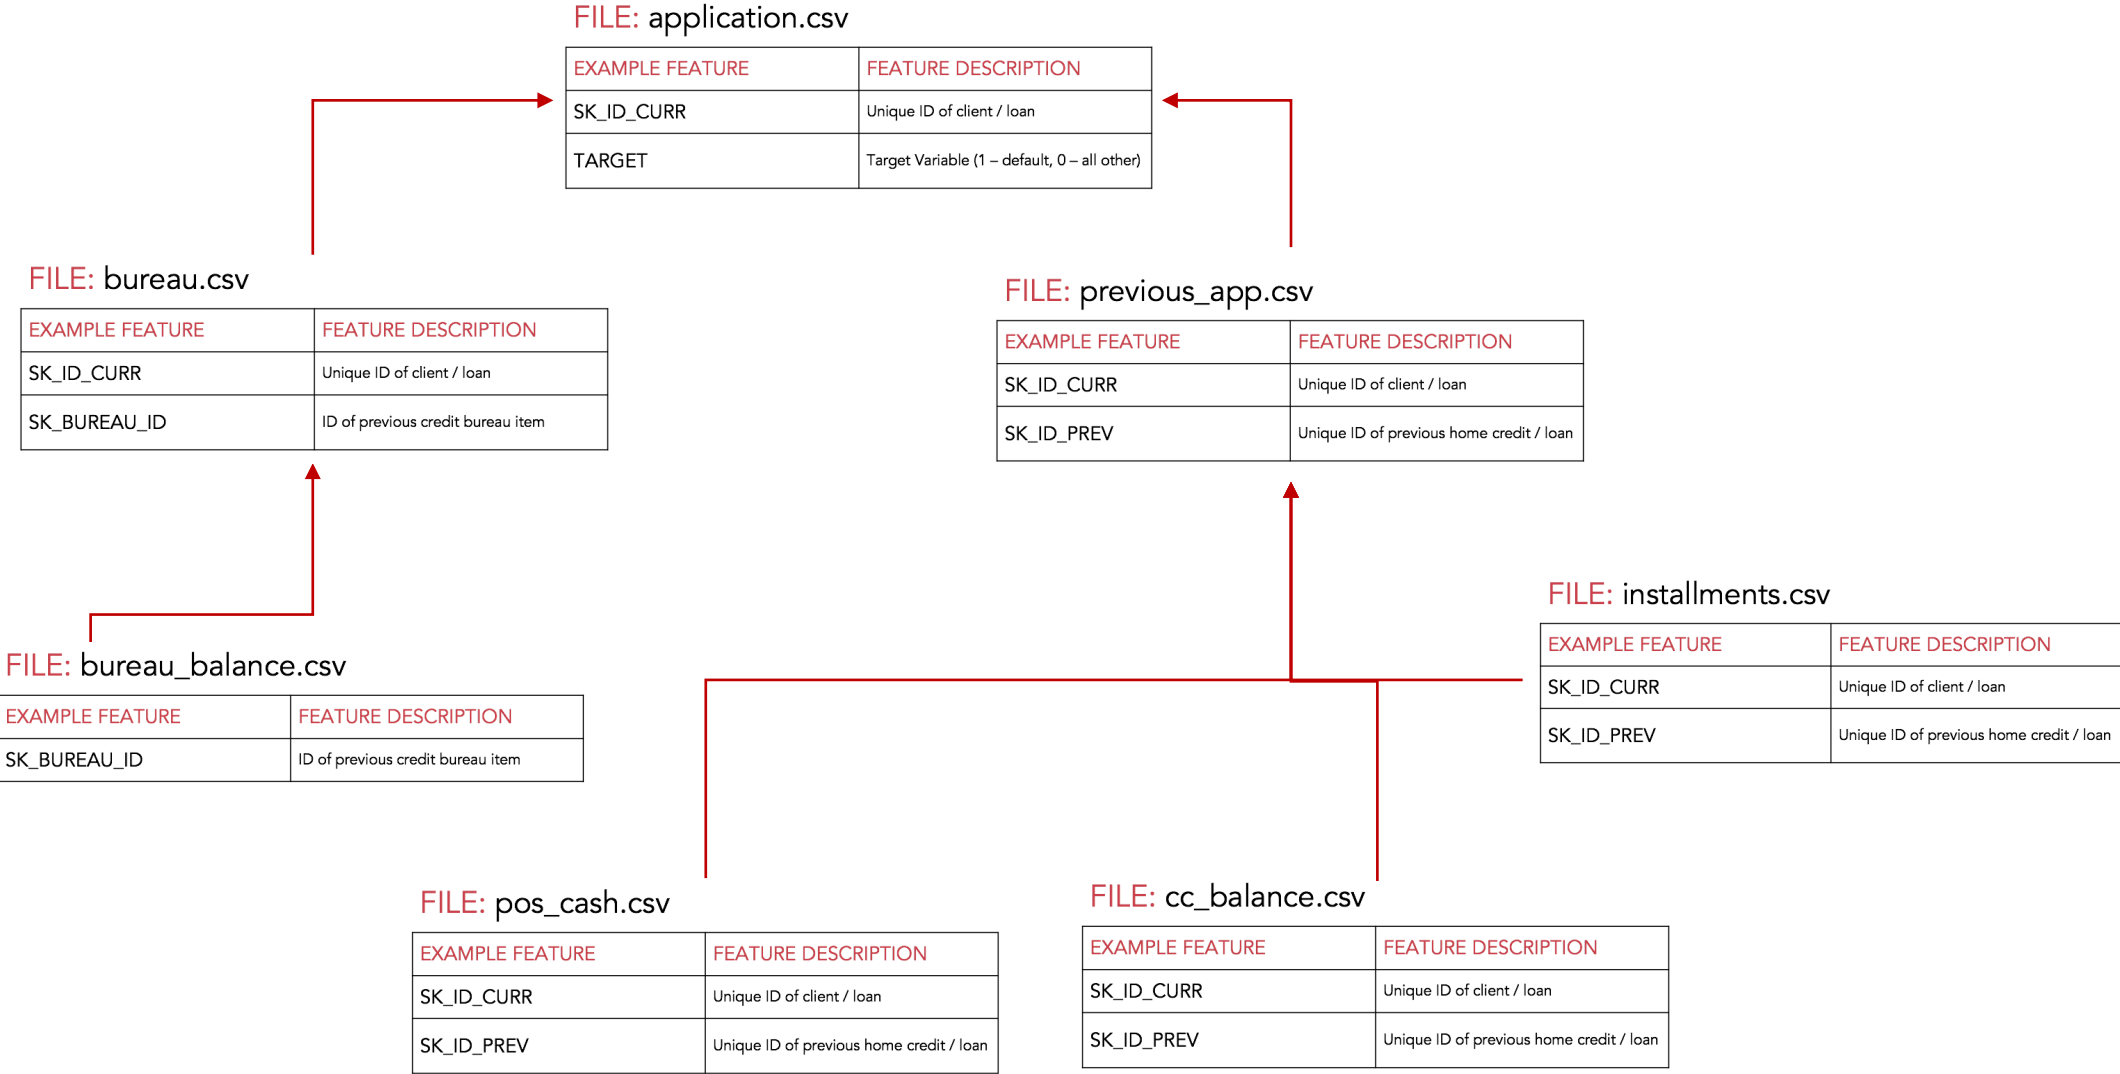 FILE: application.csv
EXAMPLE FEATURE FEATURE DESCRIPTION
SK_ID_CURR Unique ID of client / loan
TARGET Target Variable (1 – default, 0 – all other)
FILE: bureau.csv
EXAMPLE FEATURE FEATURE DESCRIPTION
SK_ID_CURR Unique ID of client / loan
SK_BUREAU_ID ID of previous credit bureau item
FILE: previous_app.csv
EXAMPLE FEATURE FEATURE DESCRIPTION
SK_ID_CURR Unique ID of client / loan
SK_ID_PREV Unique ID of previous home credit / loan
FILE: bureau_balance.csv
EXAMPLE FEATURE FEATURE DESCRIPTION
SK_BUREAU_ID ID of previous credit bureau item
FILE: installments.csv
EXAMPLE FEATURE FEATURE DESCRIPTION
SK_ID_CURR Unique ID of client / loan
SK_ID_PREV Unique ID of previous home credit / loan
FILE: pos_cash.csv
EXAMPLE FEATURE FEATURE DESCRIPTION
SK_ID_CURR Unique ID of client / loan
SK_ID_PREV Unique ID of previous home credit / loan
FILE: cc_balance.csv
EXAMPLE FEATURE FEATURE DESCRIPTION
SK_ID_CURR Unique ID of client / loan
SK_ID_PREV Unique ID of previous home credit / loan